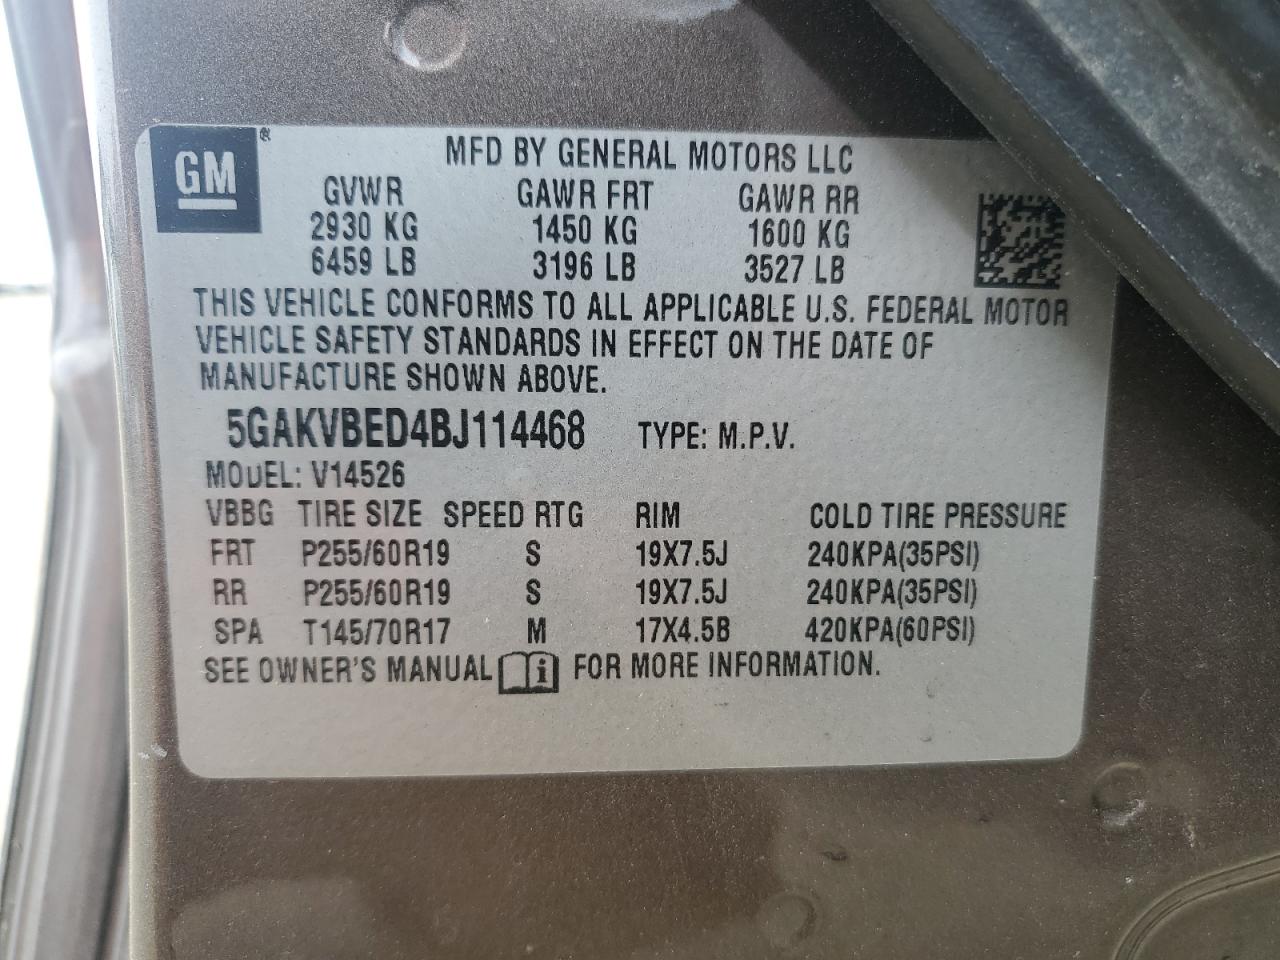 GM®
MFD BY GENERAL MOTORS LLC
GVWR GAWR FRT GAWR RR
2930 KG 1450 KG 1600 KG
6459 LB 3196 LB 3527 LB
THIS VEHICLE CONFORMS TO ALL APPLICABLE U.S. FEDERAL MOTOR
VEHICLE SAFETY STANDARDS IN EFFECT ON THE DATE OF
MANUFACTURE SHOWN ABOVE.
5GAKVBED4BJ114468 TYPE: M.P.V.
MODEL: V14526
VBBG TIRE SIZE SPEED RTG RIM COLD TIRE PRESSURE
FRT P255/60R19 S 19X7.5J 240KPA(35PSI)
RR P255/60R19 S 19X7.5J 240KPA(35PSI)
SPA T145/70R17 M 17X4.5B 420KPA(60PSI)
SEE OWNER'S MANUAL i FOR MORE INFORMATION.